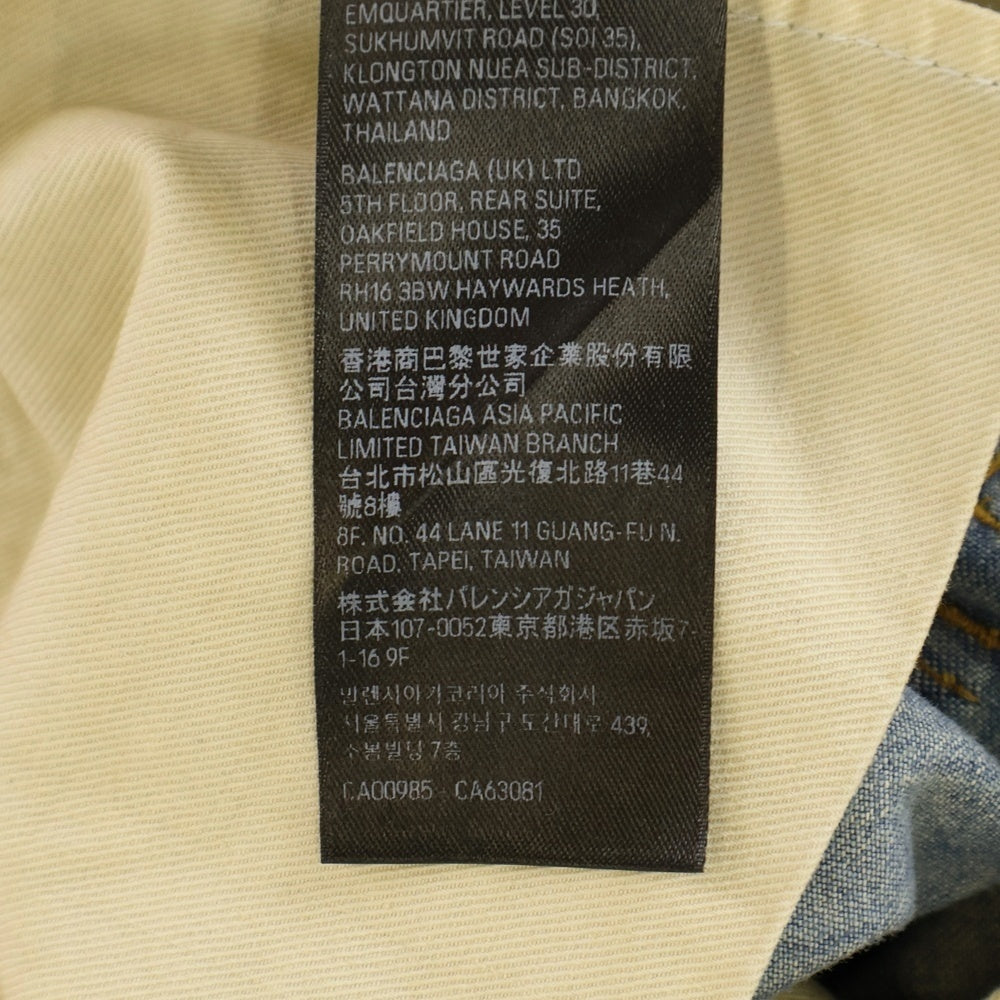 EMQUARTIER, LEVEL 30,
SUKHUMVIT ROAD (SOI 35),
KLONGTON NUEA SUB-DISTRICT,
WATTANA DISTRICT, BANGKOK,
THAILAND
BALENCIAGA (UK) LTD
5TH FLOOR, REAR SUITE,
OAKFIELD HOUSE, 35
PERRYMOUNT ROAD
RH16 3BW HAYWARDS HEATH,
UNITED KINGDOM
香港商巴黎世家企業股份有限
公司台灣分公司
BALENCIAGA ASIA PACIFIC
LIMITED TAIWAN BRANCH
台北市松山區光復北路11巷44
號8樓
8F, NO. 44 LANE 11 GUANG-FU N.
ROAD, TAPEI, TAIWAN
株式会社バレンシアガジャパン
日本107-0052東京都港区赤坂7-
1-16 9F
발렌시아가코리아 주식회사
서울특별시 강남구 도산대로 439,
소봉빌딩 7층
CA00985 - CA63081